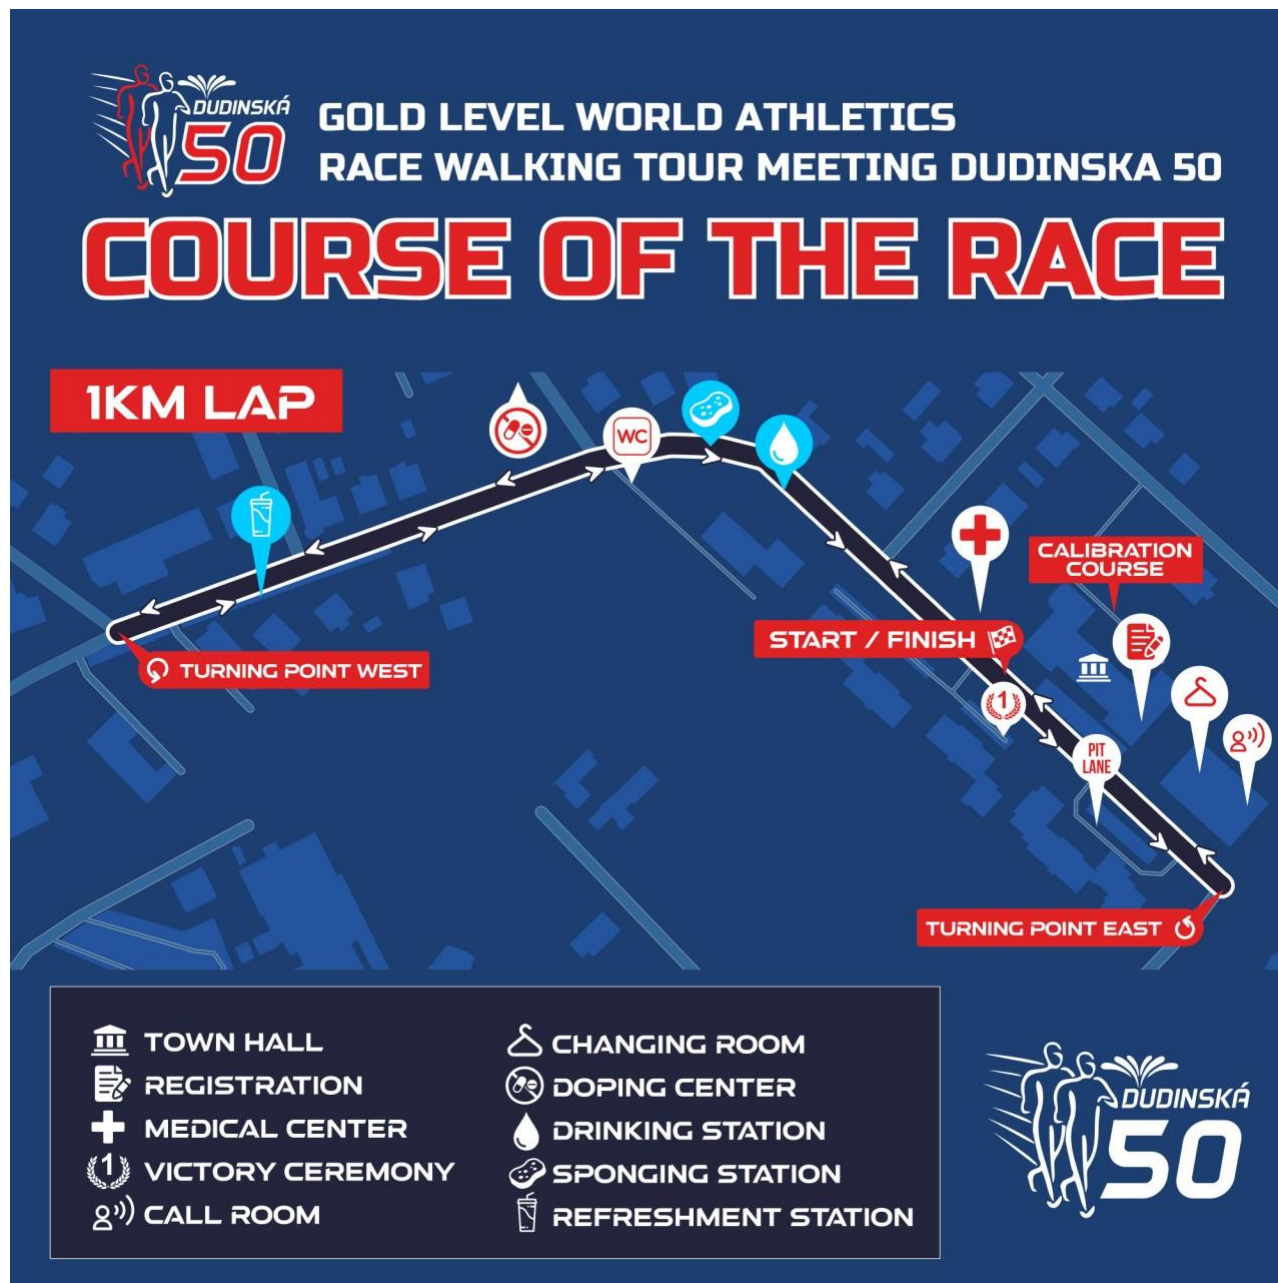 DUDINSKÁ
50
GOLD LEVEL WORLD ATHLETICS
RACE WALKING TOUR MEETING DUDINSKA 50
COURSE OF THE RACE
1KM LAP
WC
CALIBRATION
COURSE
START / FINISH
TURNING POINT WEST
1
PIT
LANE
TURNING POINT EAST
TOWN HALL
REGISTRATION
MEDICAL CENTER
1 VICTORY CEREMONY
CALL ROOM
CHANGING ROOM
DOPING CENTER
DRINKING STATION
SPONGING STATION
REFRESHMENT STATION
DUDINSKÁ
50